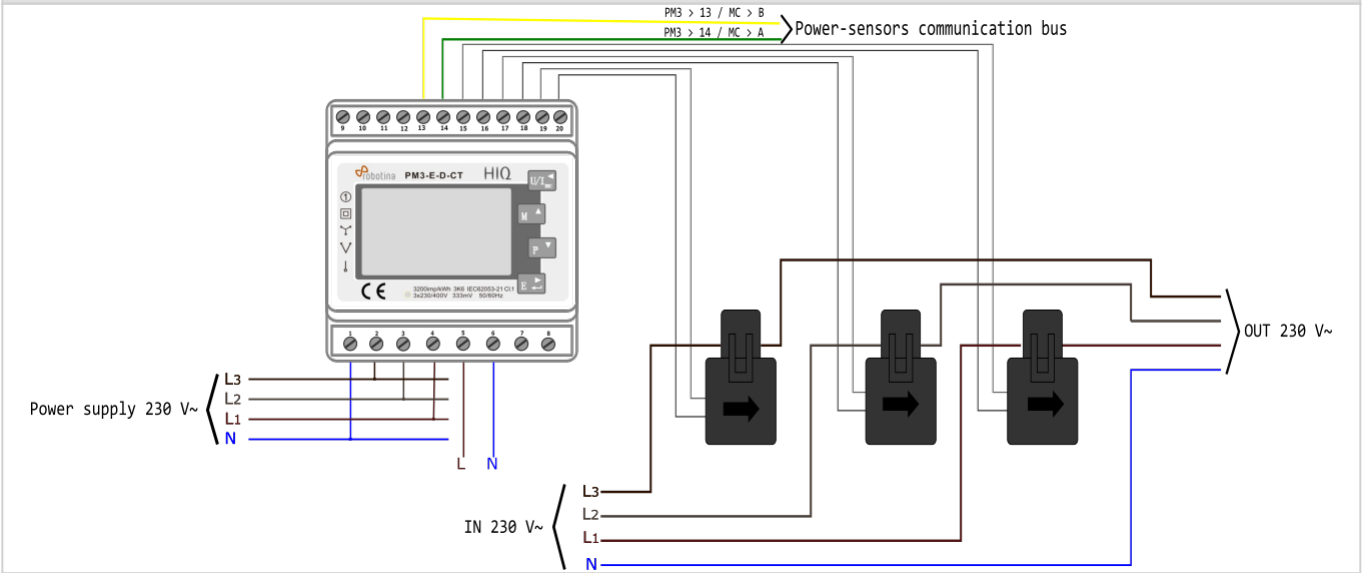 PM3 > 13 / MC > B
PM3 > 14 / MC > A
Power-sensors communication bus
9 10 11 12 13 14 15 16 17 18 19 20
robotina PM3-E-D-CT HIQ
U/I
M
P
E
CE 3200imp/kWh 3K6 IEC62053-21 Cl.1
3x230/400V 333mV 50/60Hz
1 2 3 4 5 6 7 8
OUT 230 V~
Power supply 230 V~
L3
L2
L1
N
L N
IN 230 V~
L3
L2
L1
N